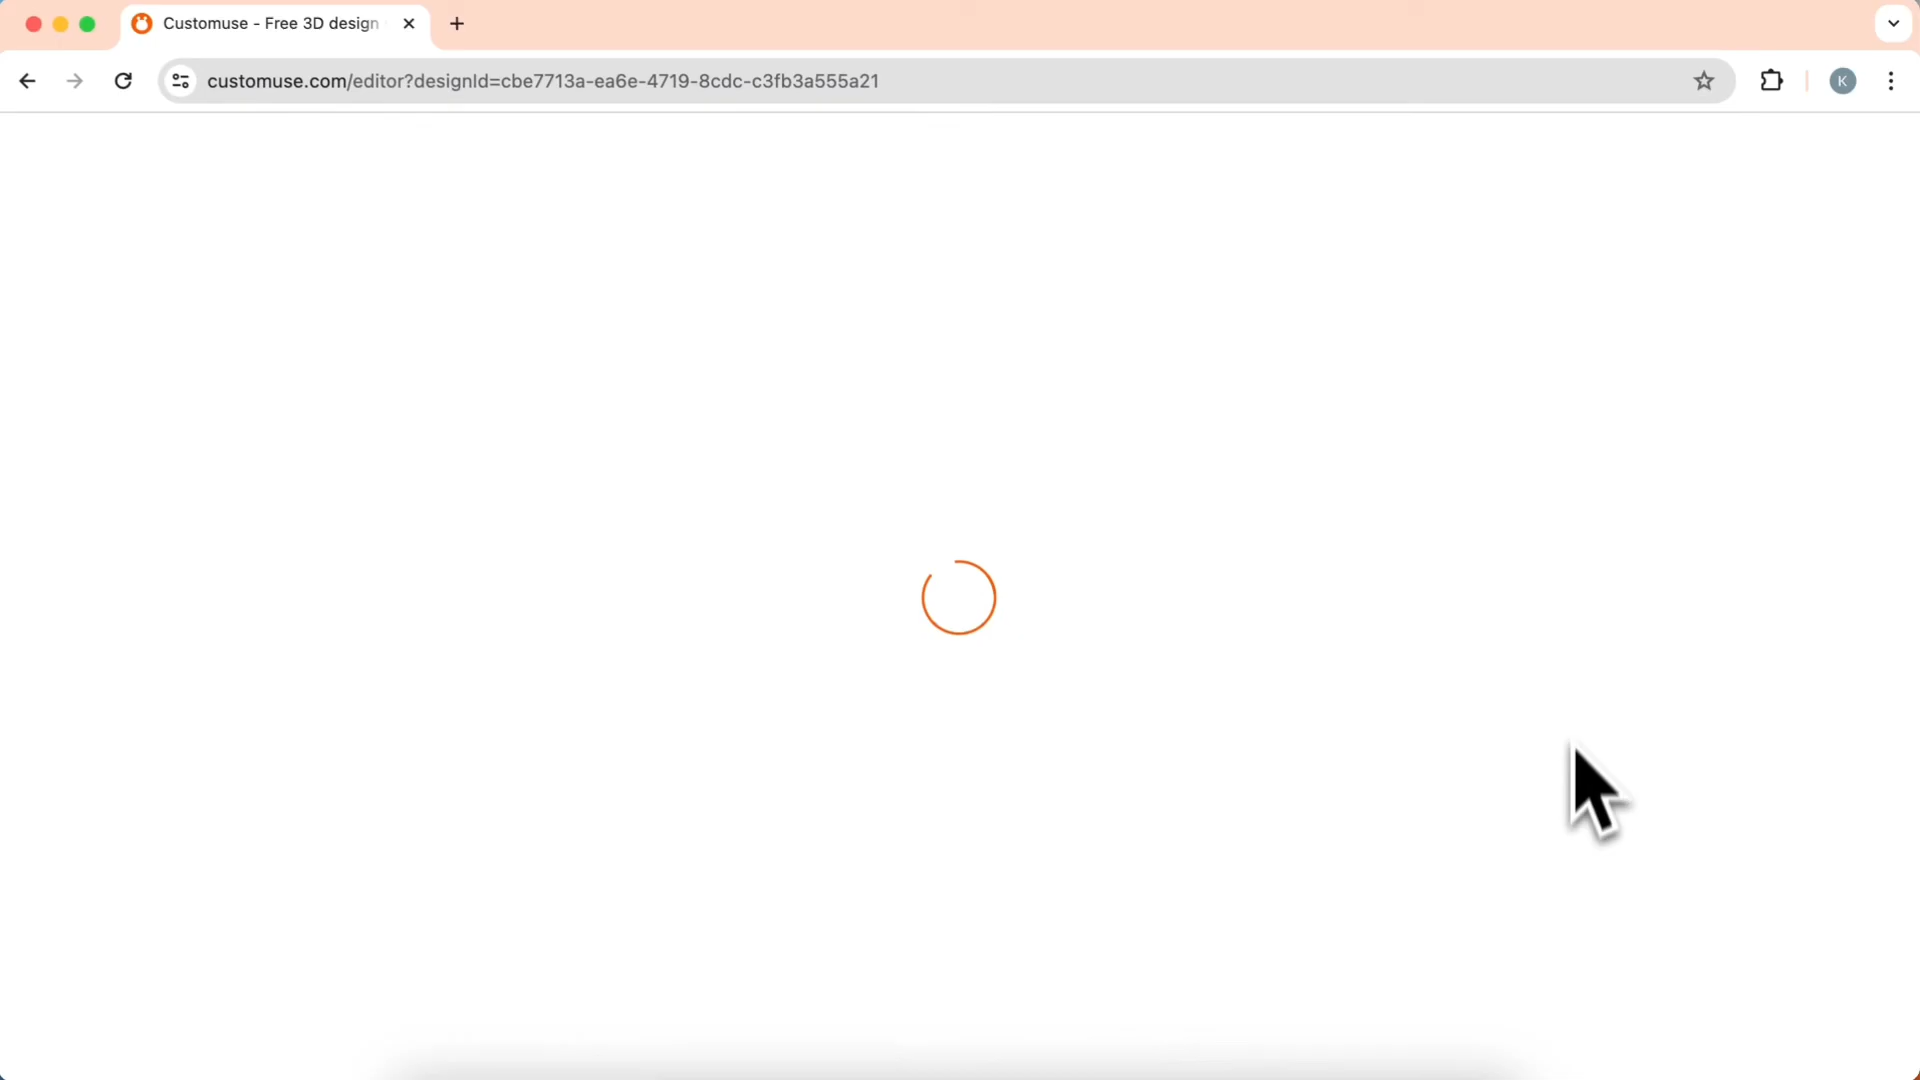 Customuse - Free 3D design
customuse.com/editor?designId=cbe7713a-ea6e-4719-8cdc-c3fb3a555a21
K